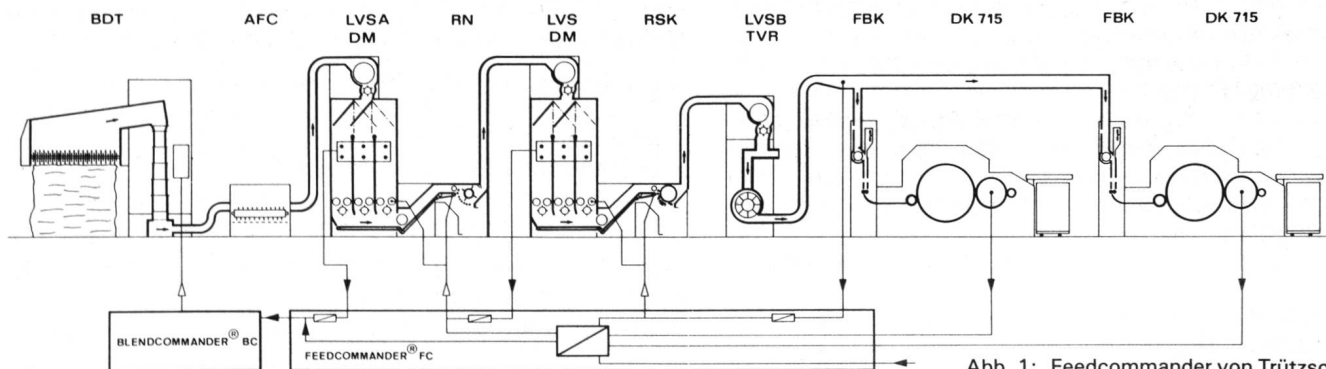 BDT AFC LVSA RN LVS RSK LVSB FBK DK 715 FBK DK 715
DM DM TVR
BLENDCOMMANDER® BC
FEEDCOMMANDER® FC
Abb. 1: Feedcommander von